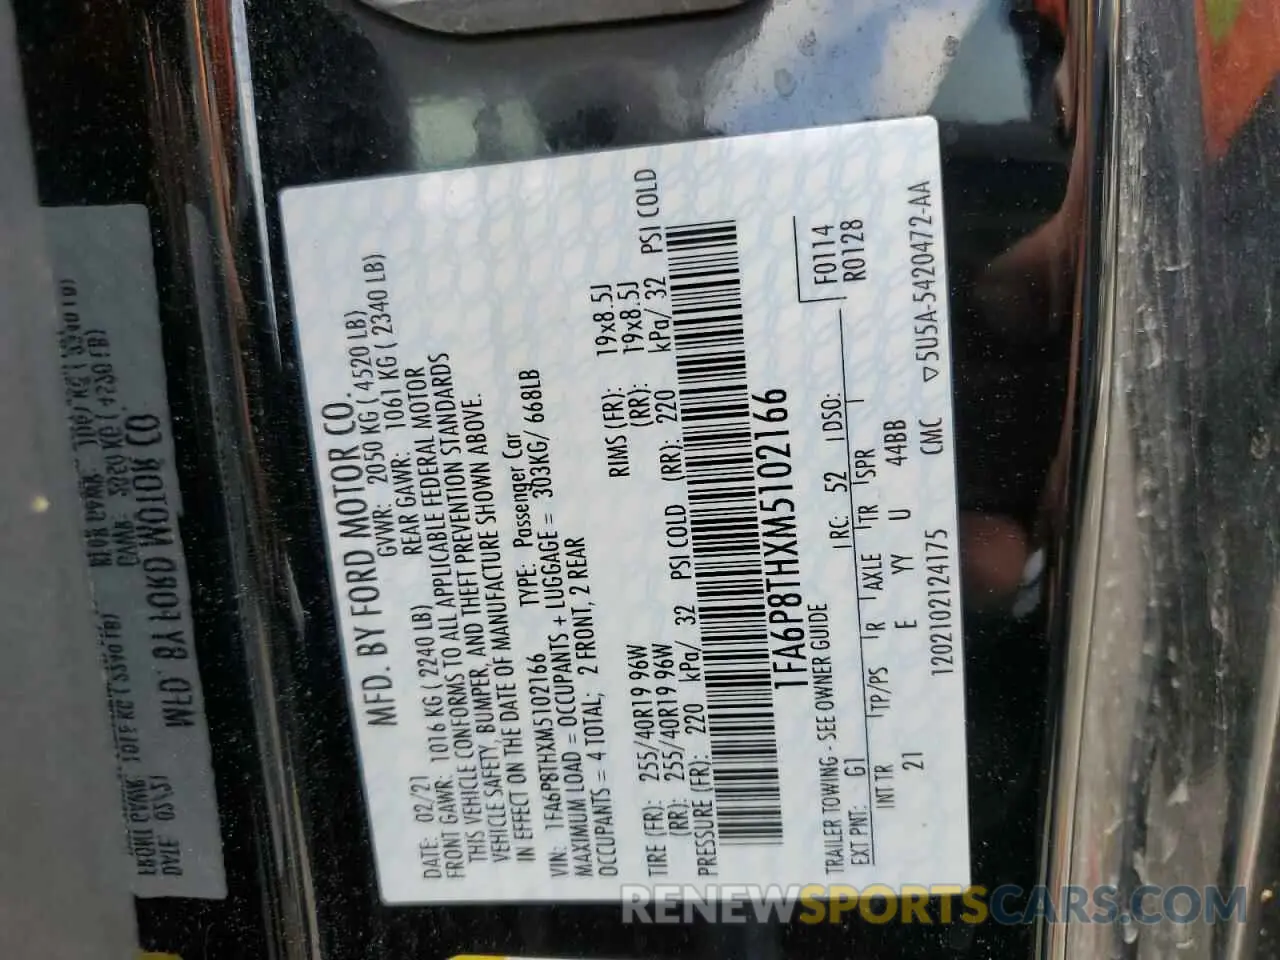 MFD. BY FORD MOTOR CO.
DATE: 02/21 GVWR: 2050 KG ( 4520 LB)
FRONT GAWR: 1016 KG ( 2240 LB) REAR GAWR: 1061 KG ( 2340 LB)
THIS VEHICLE CONFORMS TO ALL APPLICABLE FEDERAL MOTOR
VEHICLE SAFETY, BUMPER, AND THEFT PREVENTION STANDARDS
IN EFFECT ON THE DATE OF MANUFACTURE SHOWN ABOVE.
VIN: 1FA6P8THXM5102166 TYPE: Passenger Car
MAXIMUM LOAD = OCCUPANTS + LUGGAGE = 303KG/ 668LB
OCCUPANTS = 4 TOTAL; 2 FRONT, 2 REAR
TIRE (FR): 255/40R19 96W RIMS (FR): 19x8.5J
(RR): 255/40R19 96W (RR): 19x8.5J
PRESSURE (FR): 220 kPa/ 32 PSI COLD (RR): 220 kPa/ 32 PSI COLD
1FA6P8THXM5102166
TRAILER TOWING - SEE OWNER GUIDE F0114
EXT PNT: G1 RC: 52 DSO: R0128
INT TR TP/PS R AXLE TR SPR
21 E YY U 44BB
1202102124175 CMC ▽5U5A-5420472-AA
RENEWSPORTSCARS.COM